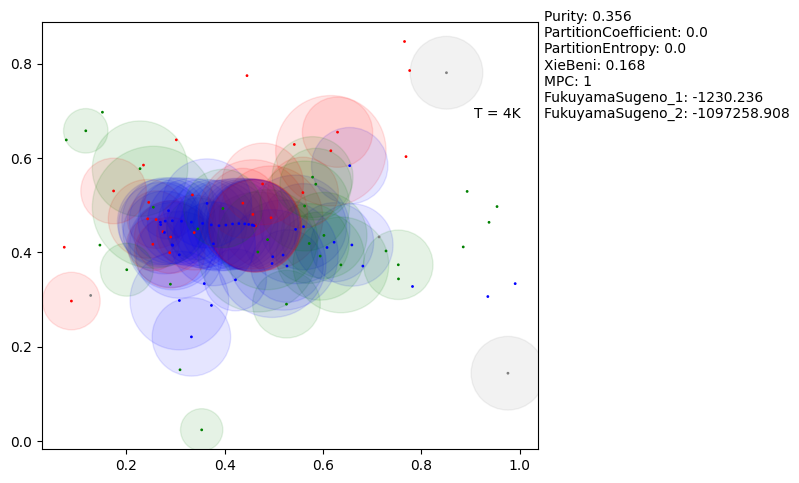 Purity: 0.356
PartitionCoefficient: 0.0
PartitionEntropy: 0.0
XieBeni: 0.168
MPC: 1
FukuyamaSugeno_1: -1230.236
FukuyamaSugeno_2: -1097258.908
T = 4K
0.8
0.6
0.4
0.2
0.0
0.2
0.4
0.6
0.8
1.0